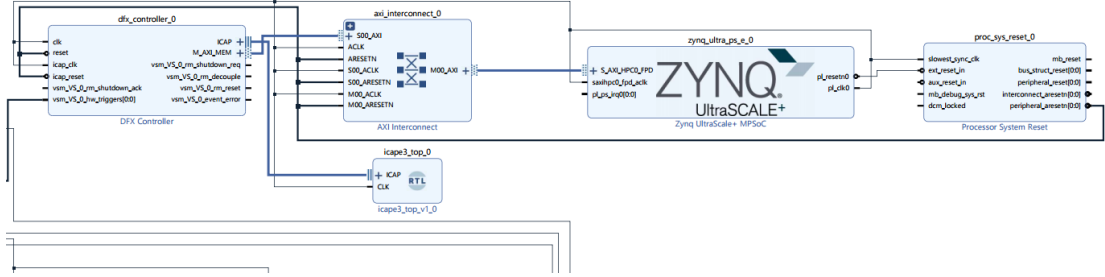 dfx_controller_0
clk
reset
icap_clk
icap_reset
vsm_VS_0_rm_shutdown_ack
vsm_VS_0_hw_triggers[0:0]
ICAP
M_AXI_MEM
vsm_VS_0_rm_shutdown_req
vsm_VS_0_rm_decouple
vsm_VS_0_rm_reset
vsm_VS_0_event_error
DFX Controller
axi_interconnect_0
S00_AXI
ACLK
ARESETN
S00_ACLK
S00_ARESETN
M00_ACLK
M00_ARESETN
M00_AXI
AXI Interconnect
icape3_top_0
ICAP
CLK
RTL
icape3_top_v1_0
zynq_ultra_ps_e_0
S_AXI_HPC0_FPD
saxihpc0_fpd_aclk
pl_ps_irq0[0:0]
ZYNQ
UltraSCALE+
pl_resetn0
pl_clk0
Zynq UltraScale+ MPSoC
proc_sys_reset_0
slowest_sync_clk
ext_reset_in
aux_reset_in
mb_debug_sys_rst
dcm_locked
mb_reset
bus_struct_reset[0:0]
peripheral_reset[0:0]
interconnect_aresetn[0:0]
peripheral_aresetn[0:0]
Processor System Reset